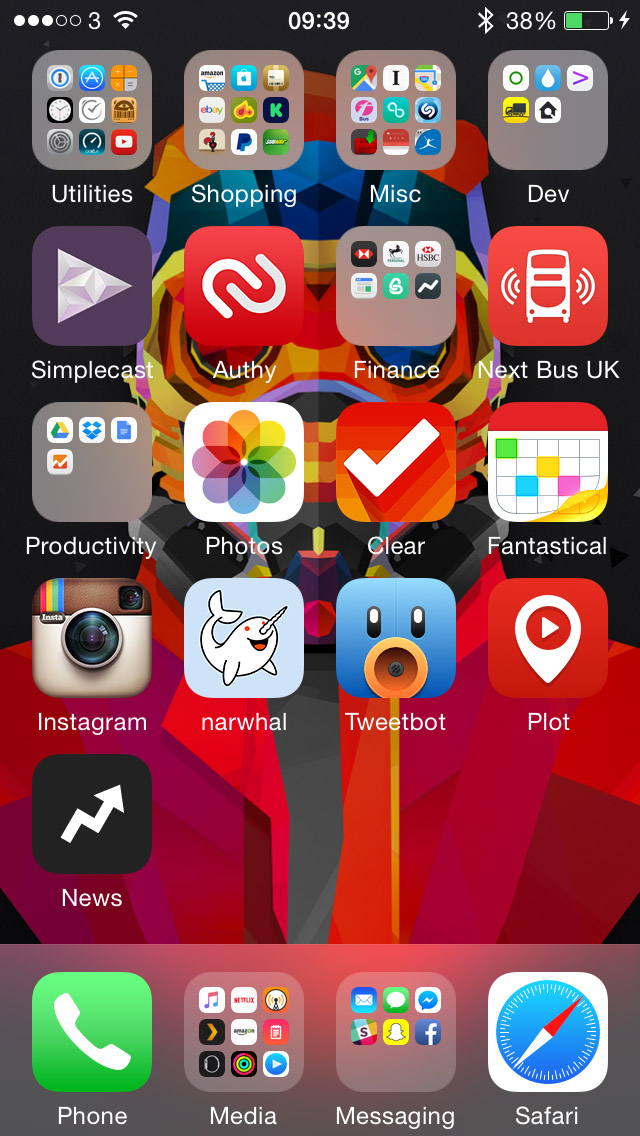 3 09:39 38%
amazon
ebay
Bus
SUBWAY
Utilities Shopping Misc Dev
HSBC
Simplecast Authy Finance Next Bus UK
Productivity Photos Clear Fantastical
Insta
Instagram narwhal Tweetbot Plot
News
NETFLIX
amazon
Phone Media Messaging Safari